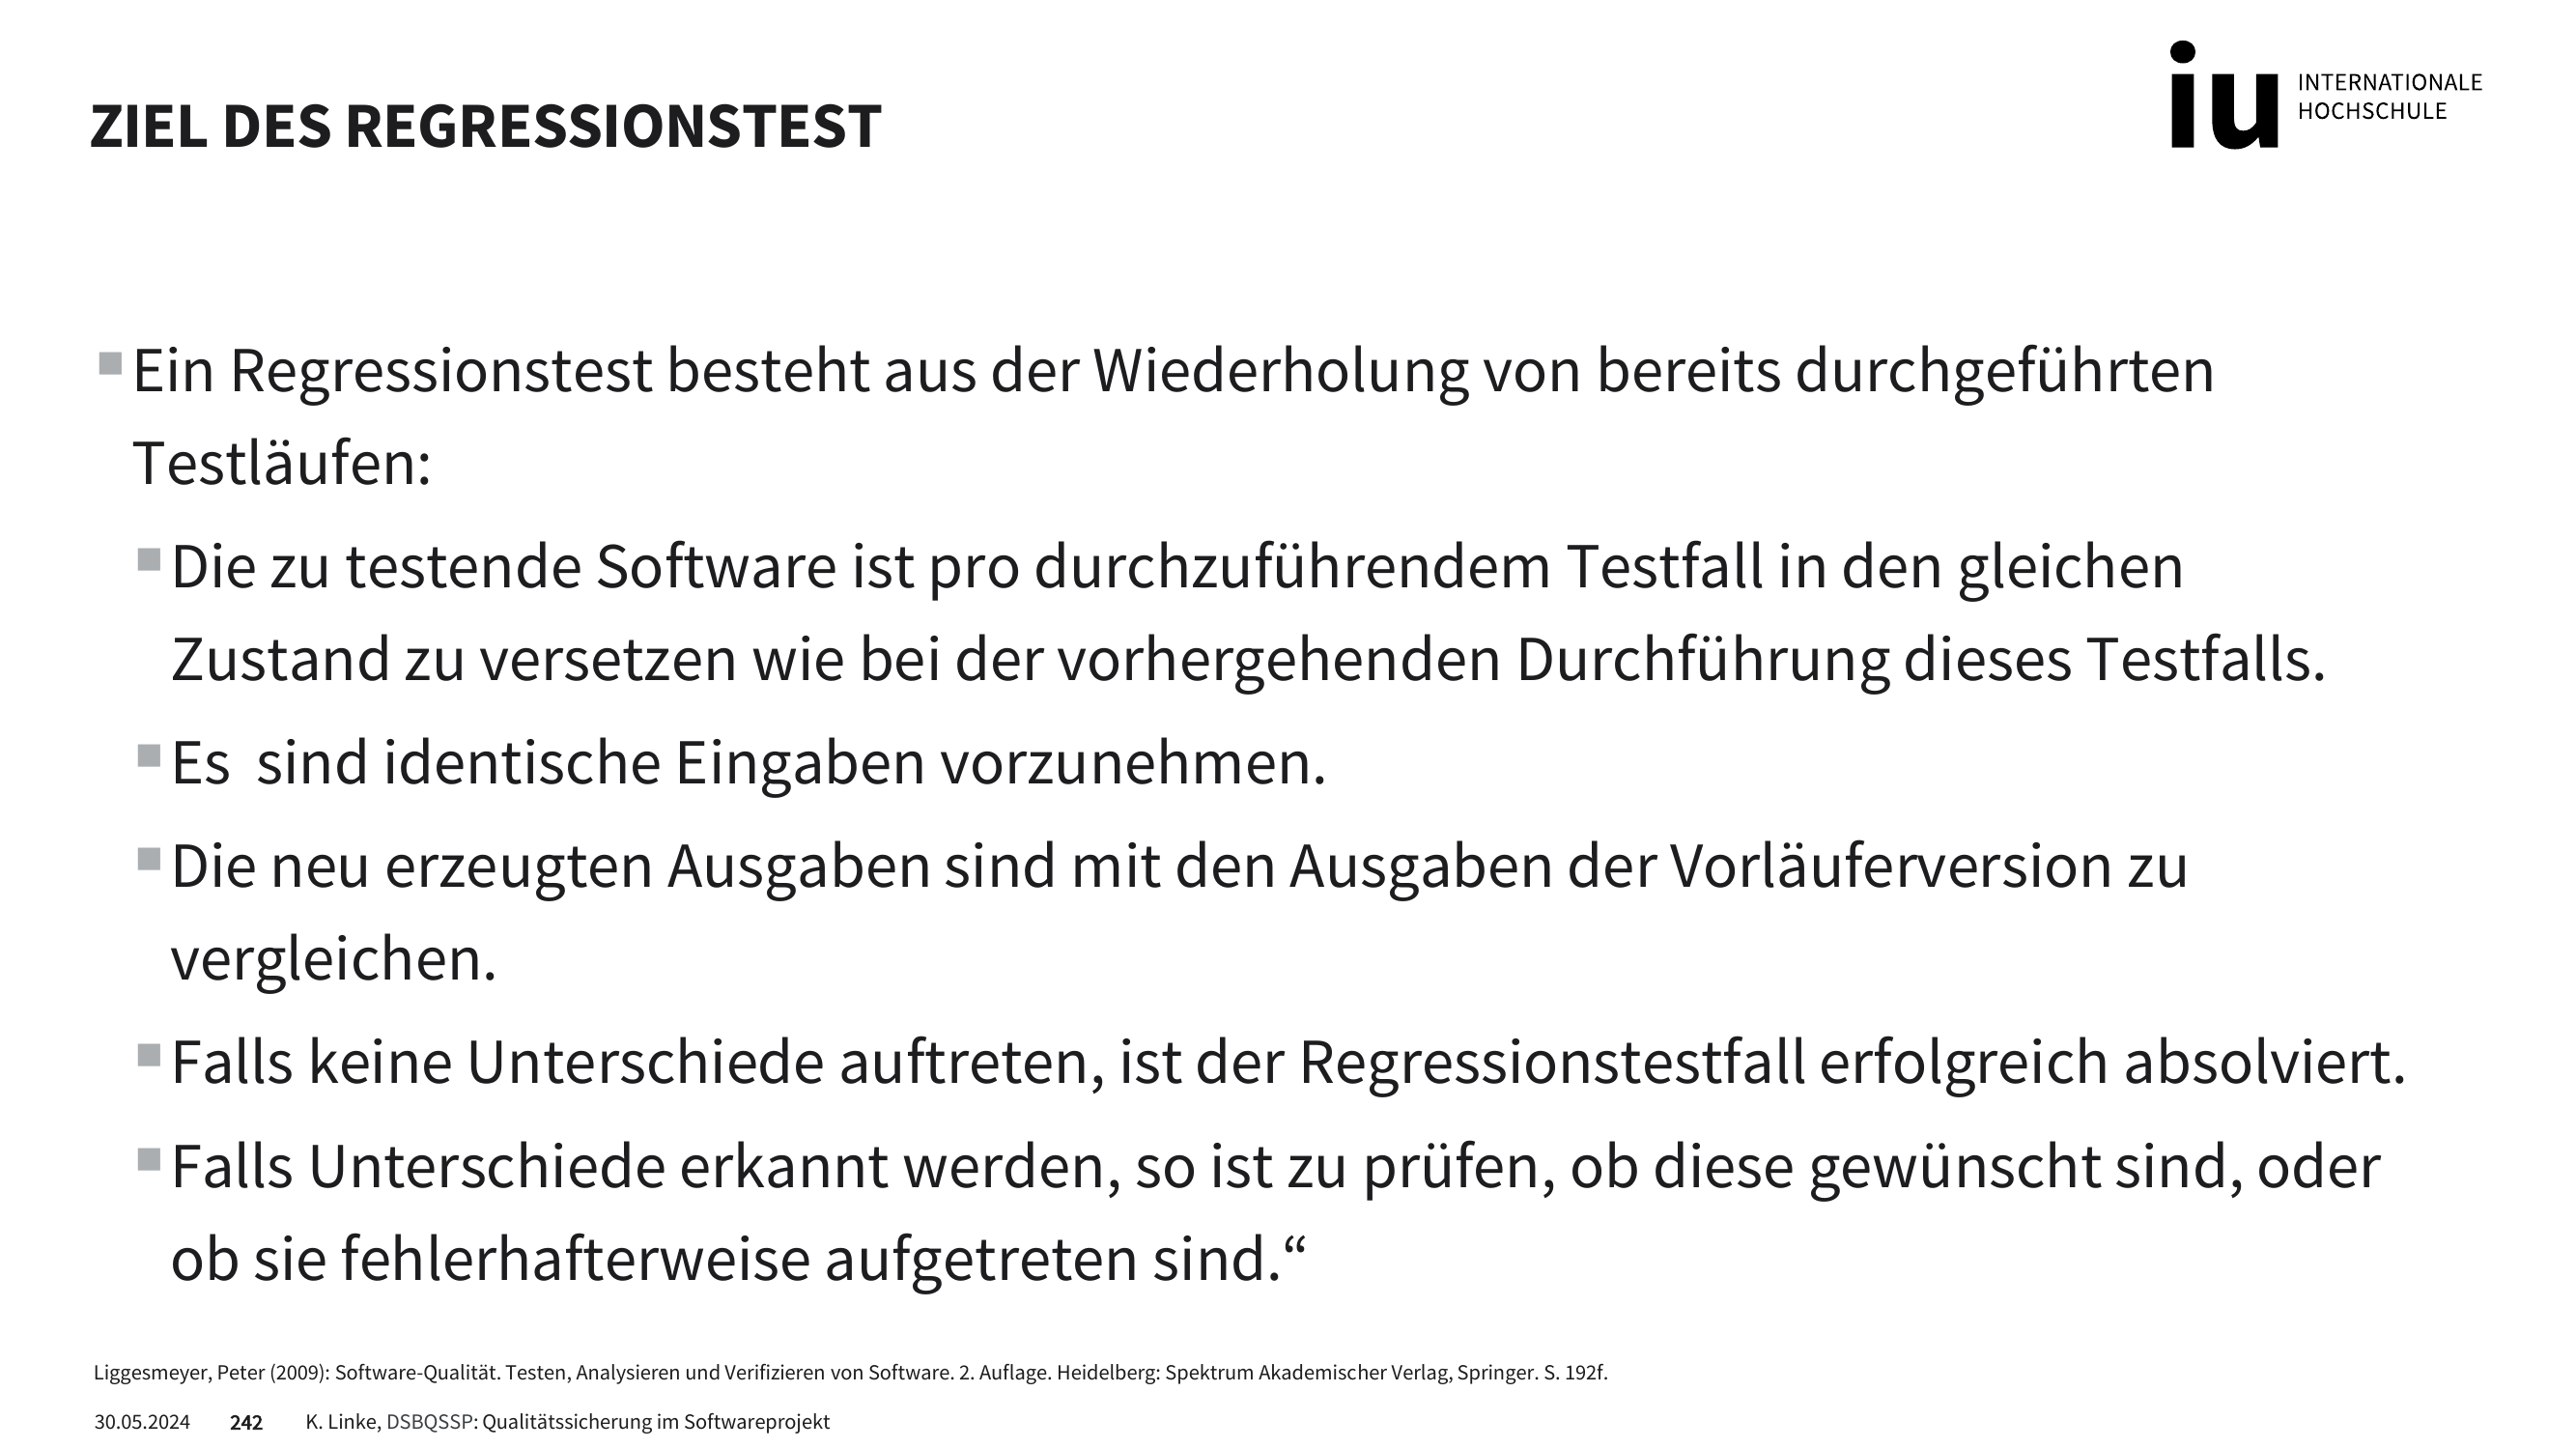 ZIEL DES REGRESSIONSTEST
iu INTERNATIONALE
HOCHSCHULE
Ein Regressionstest besteht aus der Wiederholung von bereits durchgeführten
Testläufen:
Die zu testende Software ist pro durchzuführendem Testfall in den gleichen
Zustand zu versetzen wie bei der vorhergehenden Durchführung dieses Testfalls.
Es  sind identische Eingaben vorzunehmen.
Die neu erzeugten Ausgaben sind mit den Ausgaben der Vorläuferversion zu
vergleichen.
Falls keine Unterschiede auftreten, ist der Regressionstestfall erfolgreich absolviert.
Falls Unterschiede erkannt werden, so ist zu prüfen, ob diese gewünscht sind, oder
ob sie fehlerhafterweise aufgetreten sind.“
Liggesmeyer, Peter (2009): Software-Qualität. Testen, Analysieren und Verifizieren von Software. 2. Auflage. Heidelberg: Spektrum Akademischer Verlag, Springer. S. 192f.
30.05.2024 242 K. Linke, DSBQSSP: Qualitätssicherung im Softwareprojekt